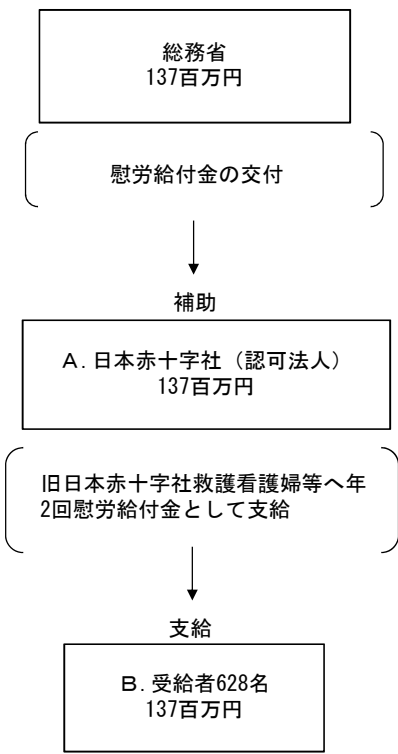 総務省
137百万円
慰労給付金の交付
補助
A.日本赤十字社（認可法人）
137百万円
旧日本赤十字社救護看護婦等へ年
2回慰労給付金として支給
支給
B.受給者628名
137百万円